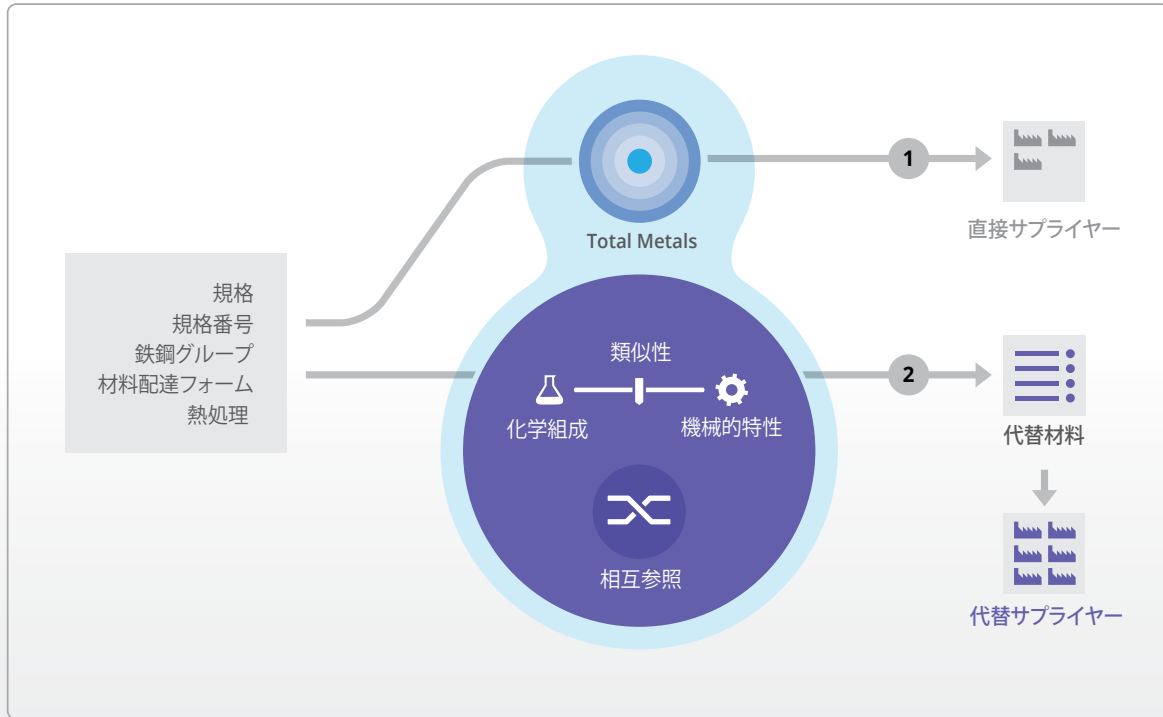 規格
規格番号
鉄鋼グループ
材料配達フォーム
熱処理
Total Metals
類似性
化学組成
機械的特性
相互参照
1
直接サプライヤー
2
代替材料
代替サプライヤー